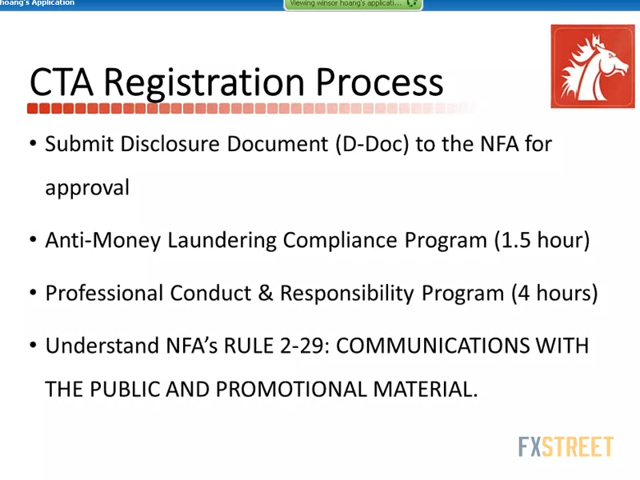 hoang's Application
Viewing winsor hoang's applicati...
CTA Registration Process
• Submit Disclosure Document (D-Doc) to the NFA for
approval
• Anti-Money Laundering Compliance Program (1.5 hour)
• Professional Conduct & Responsibility Program (4 hours)
• Understand NFA's RULE 2-29: COMMUNICATIONS WITH
THE PUBLIC AND PROMOTIONAL MATERIAL.
FXSTREET